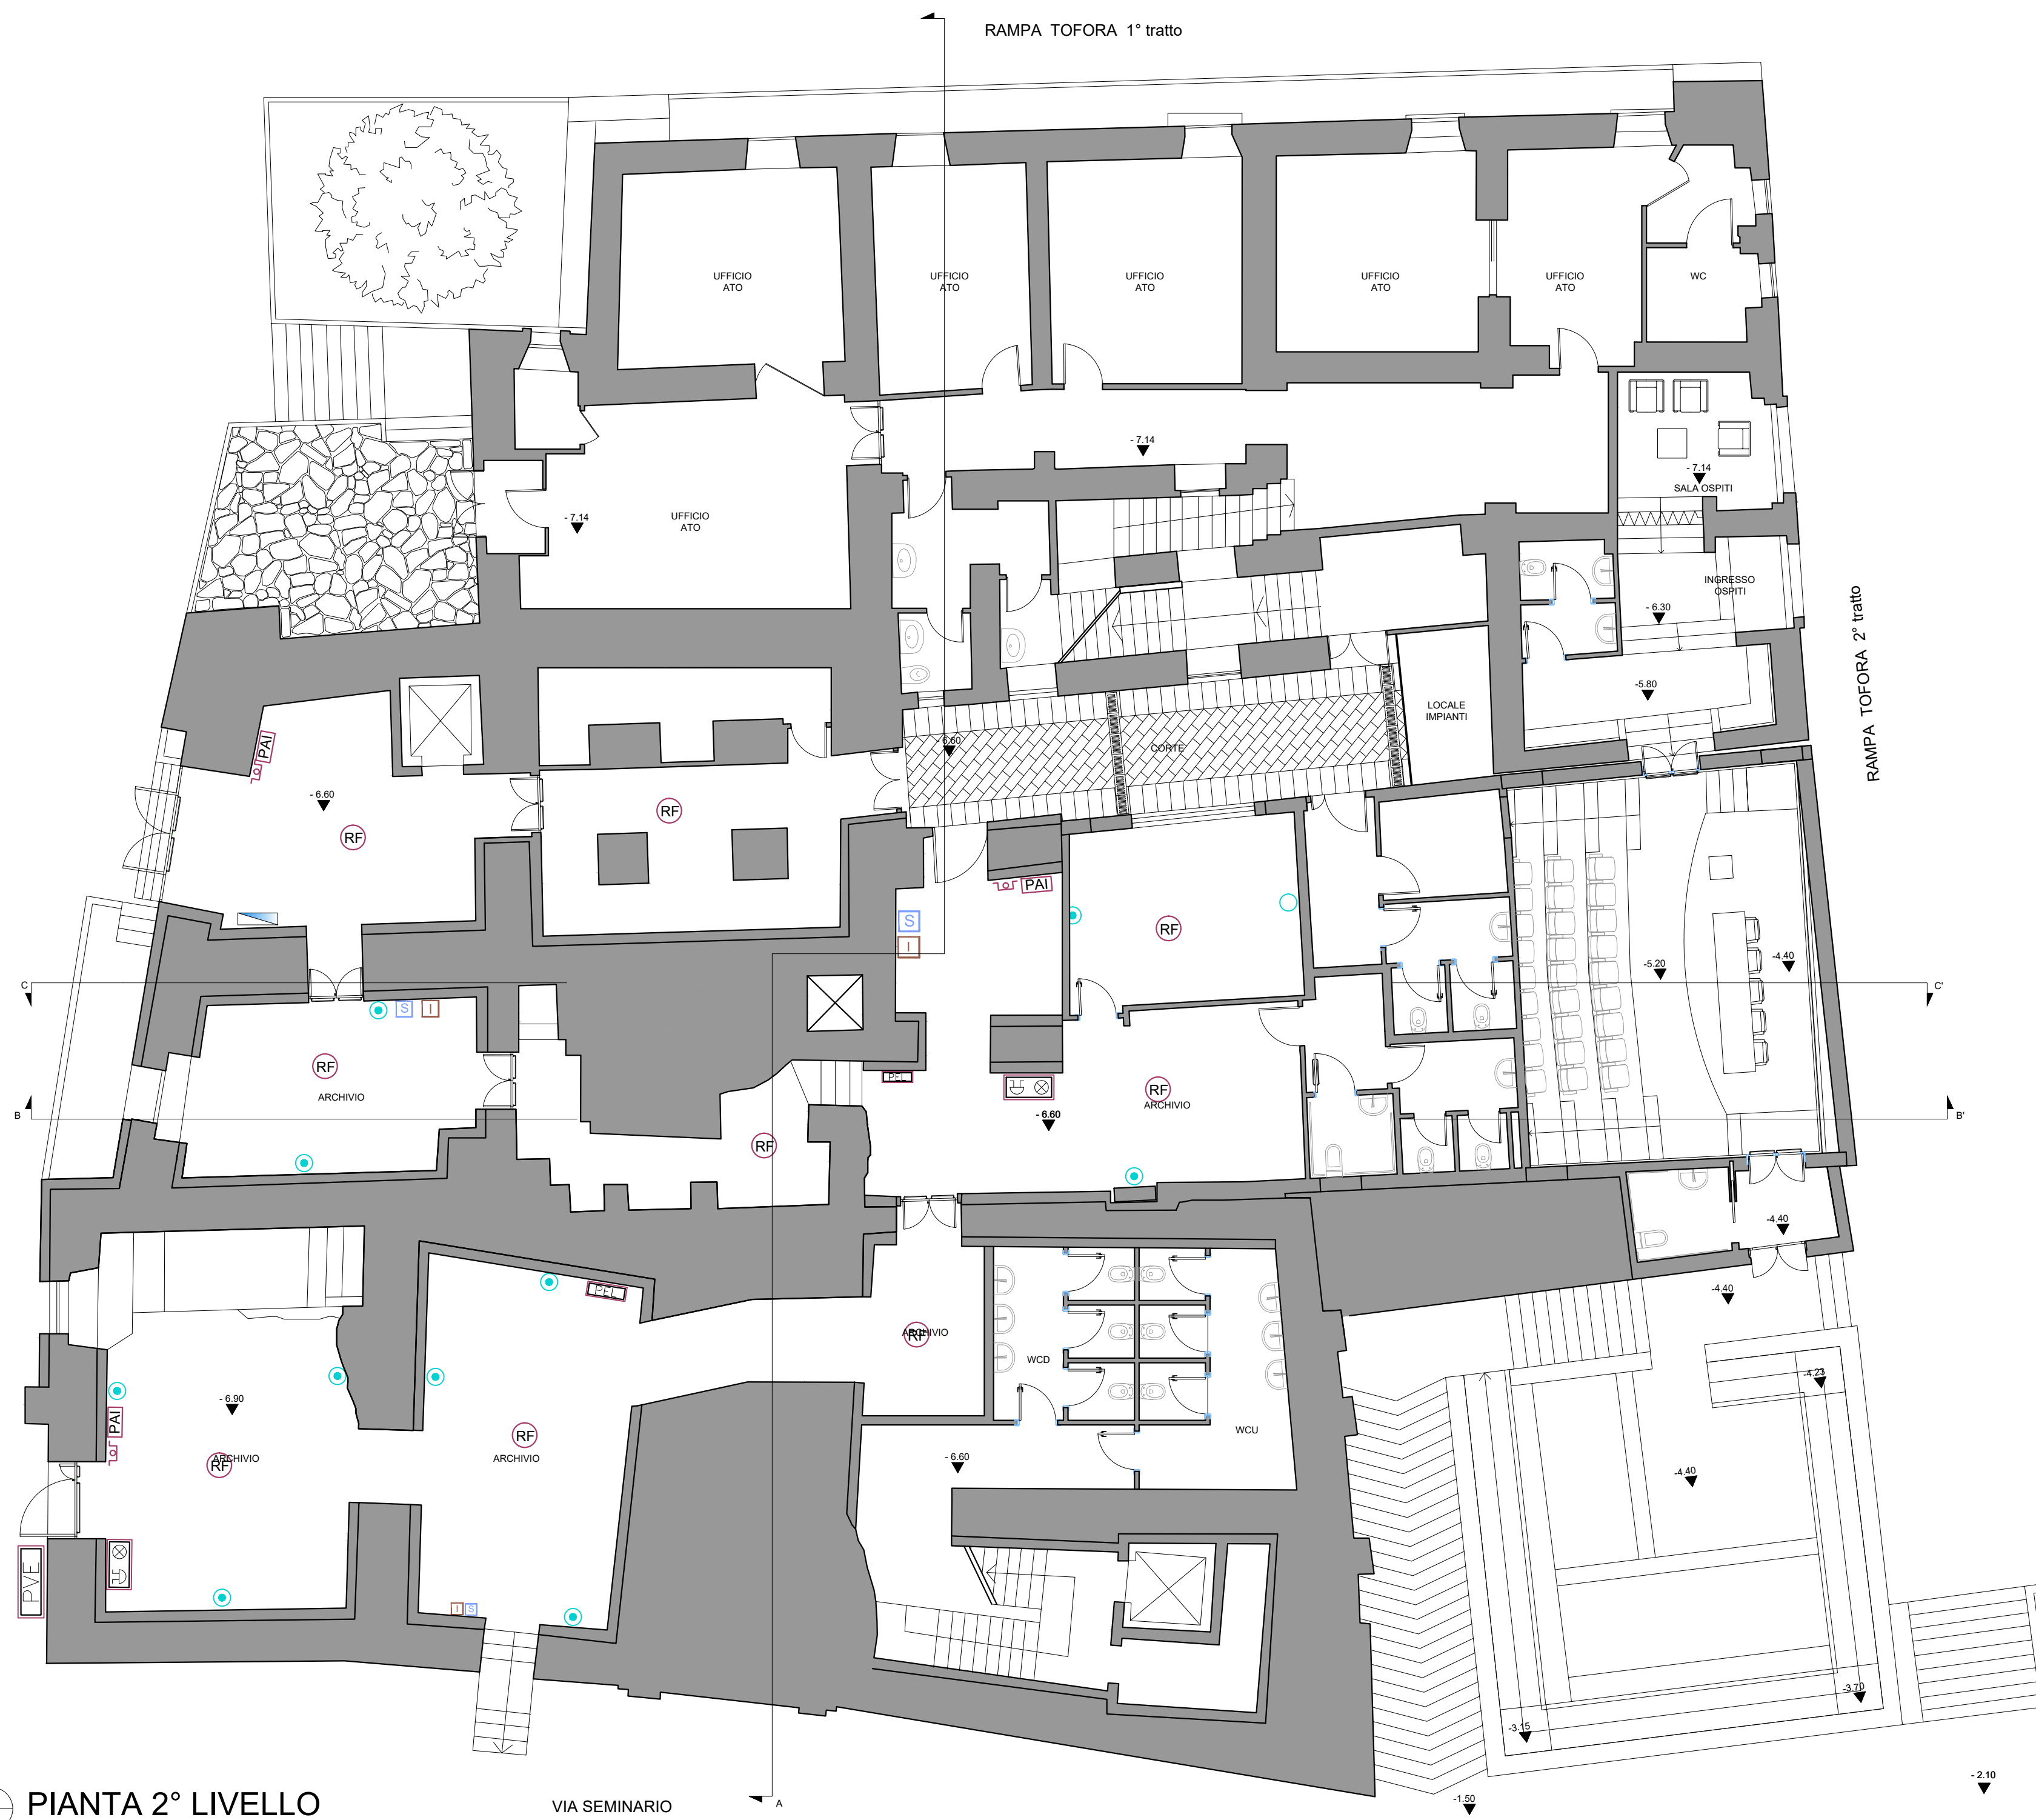 RAMPA TOFORA 1° tratto
UFFICIO
ATO
UFFICIO
ATO
UFFICIO
ATO
UFFICIO
ATO
UFFICIO
ATO
WC
- 7.14
- 7.14
SALA OSPITI
- 7.14
UFFICIO
ATO
INGRESSO
OSPITI
- 6.30
RAMPA TOFORA 2° tratto
-5.80
LOCALE
IMPIANTI
- 6.60
CORTE
PAI
- 6.60
RF
RF
PAI
S
I
RF
-5.20
-4.40
C
C'
S
I
RF
ARCHIVIO
PEL
RF
ARCHIVIO
- 6.60
B
B'
RF
-4.40
-4.40
PEL
ARCHIVIO
RF
WCD
WCU
-4.23
- 6.90
PAI
RF
ARCHIVIO
RF
ARCHIVIO
- 6.60
-4.40
PVE
I
S
-3.70
-3.15
- 2.10
-1.50
PIANTA 2° LIVELLO
VIA SEMINARIO
A